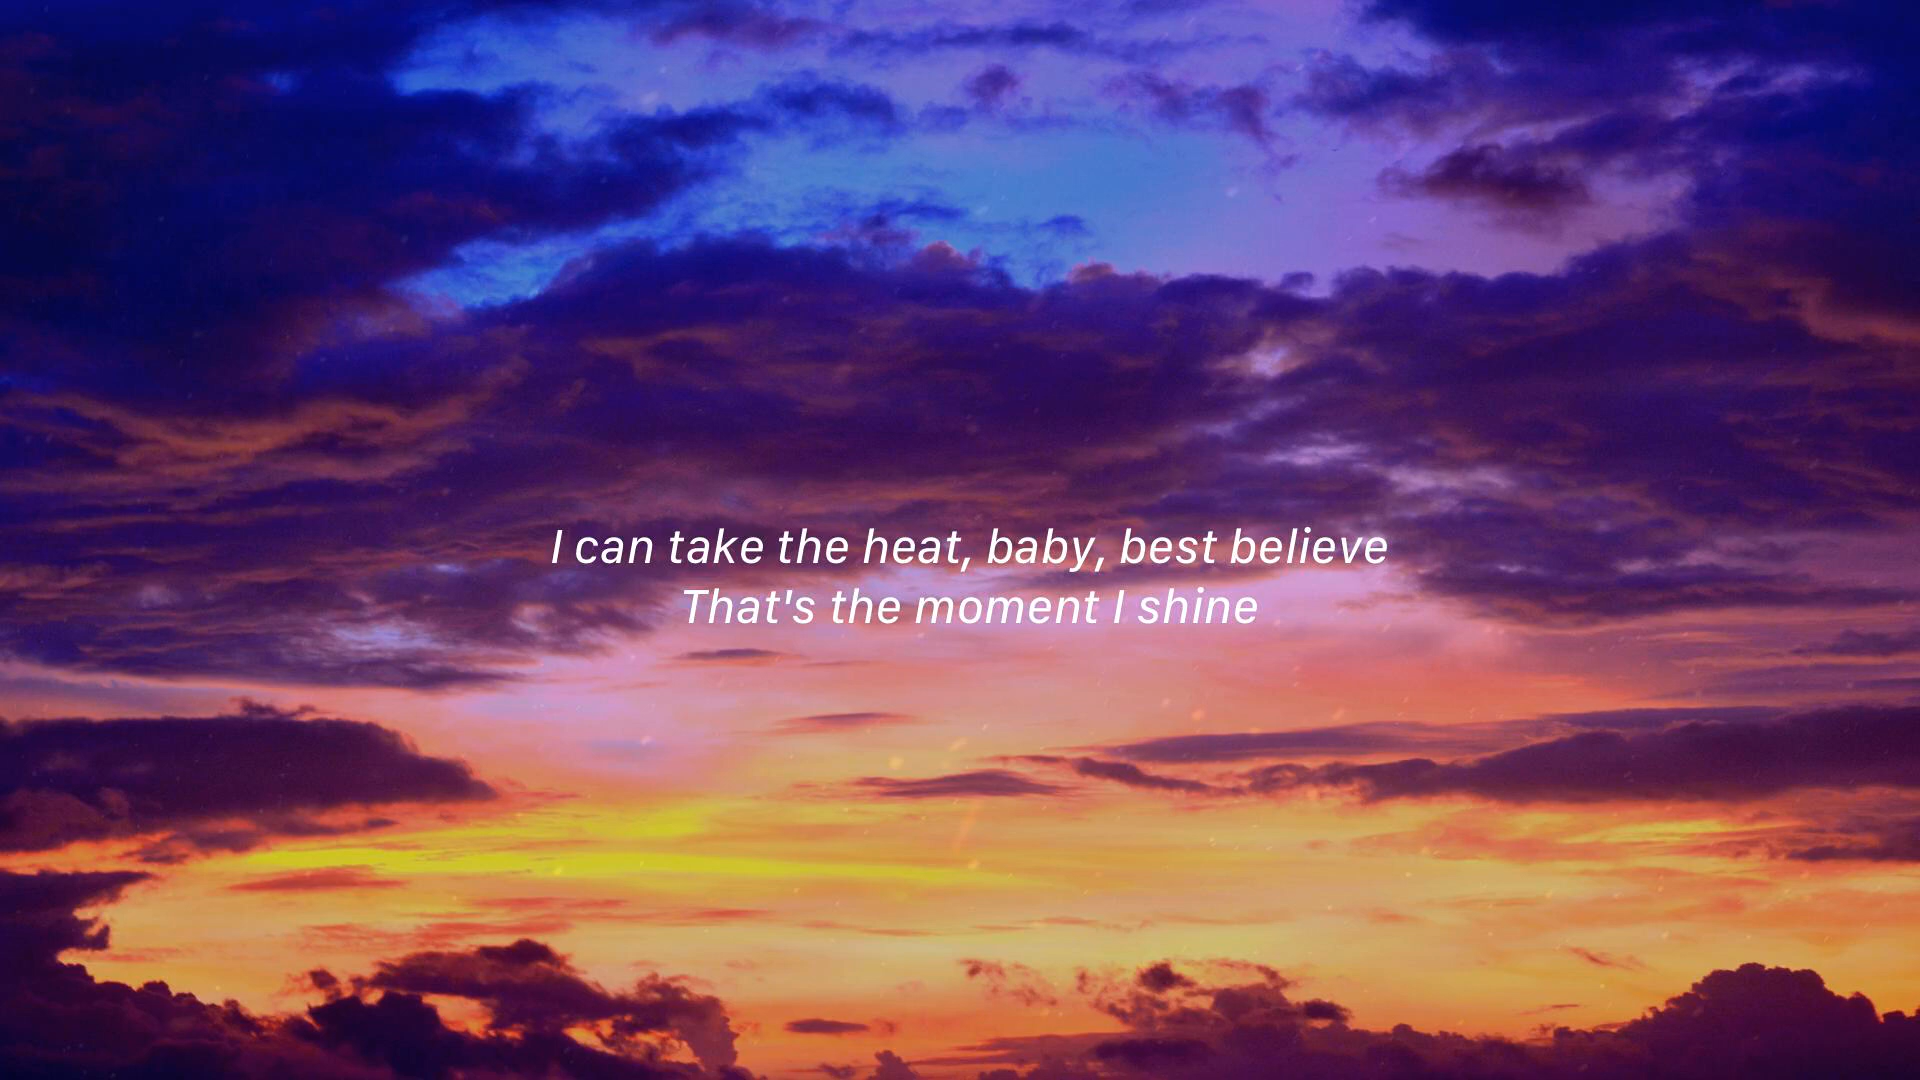 I can take the heat, baby, best believe
That's the moment I shine